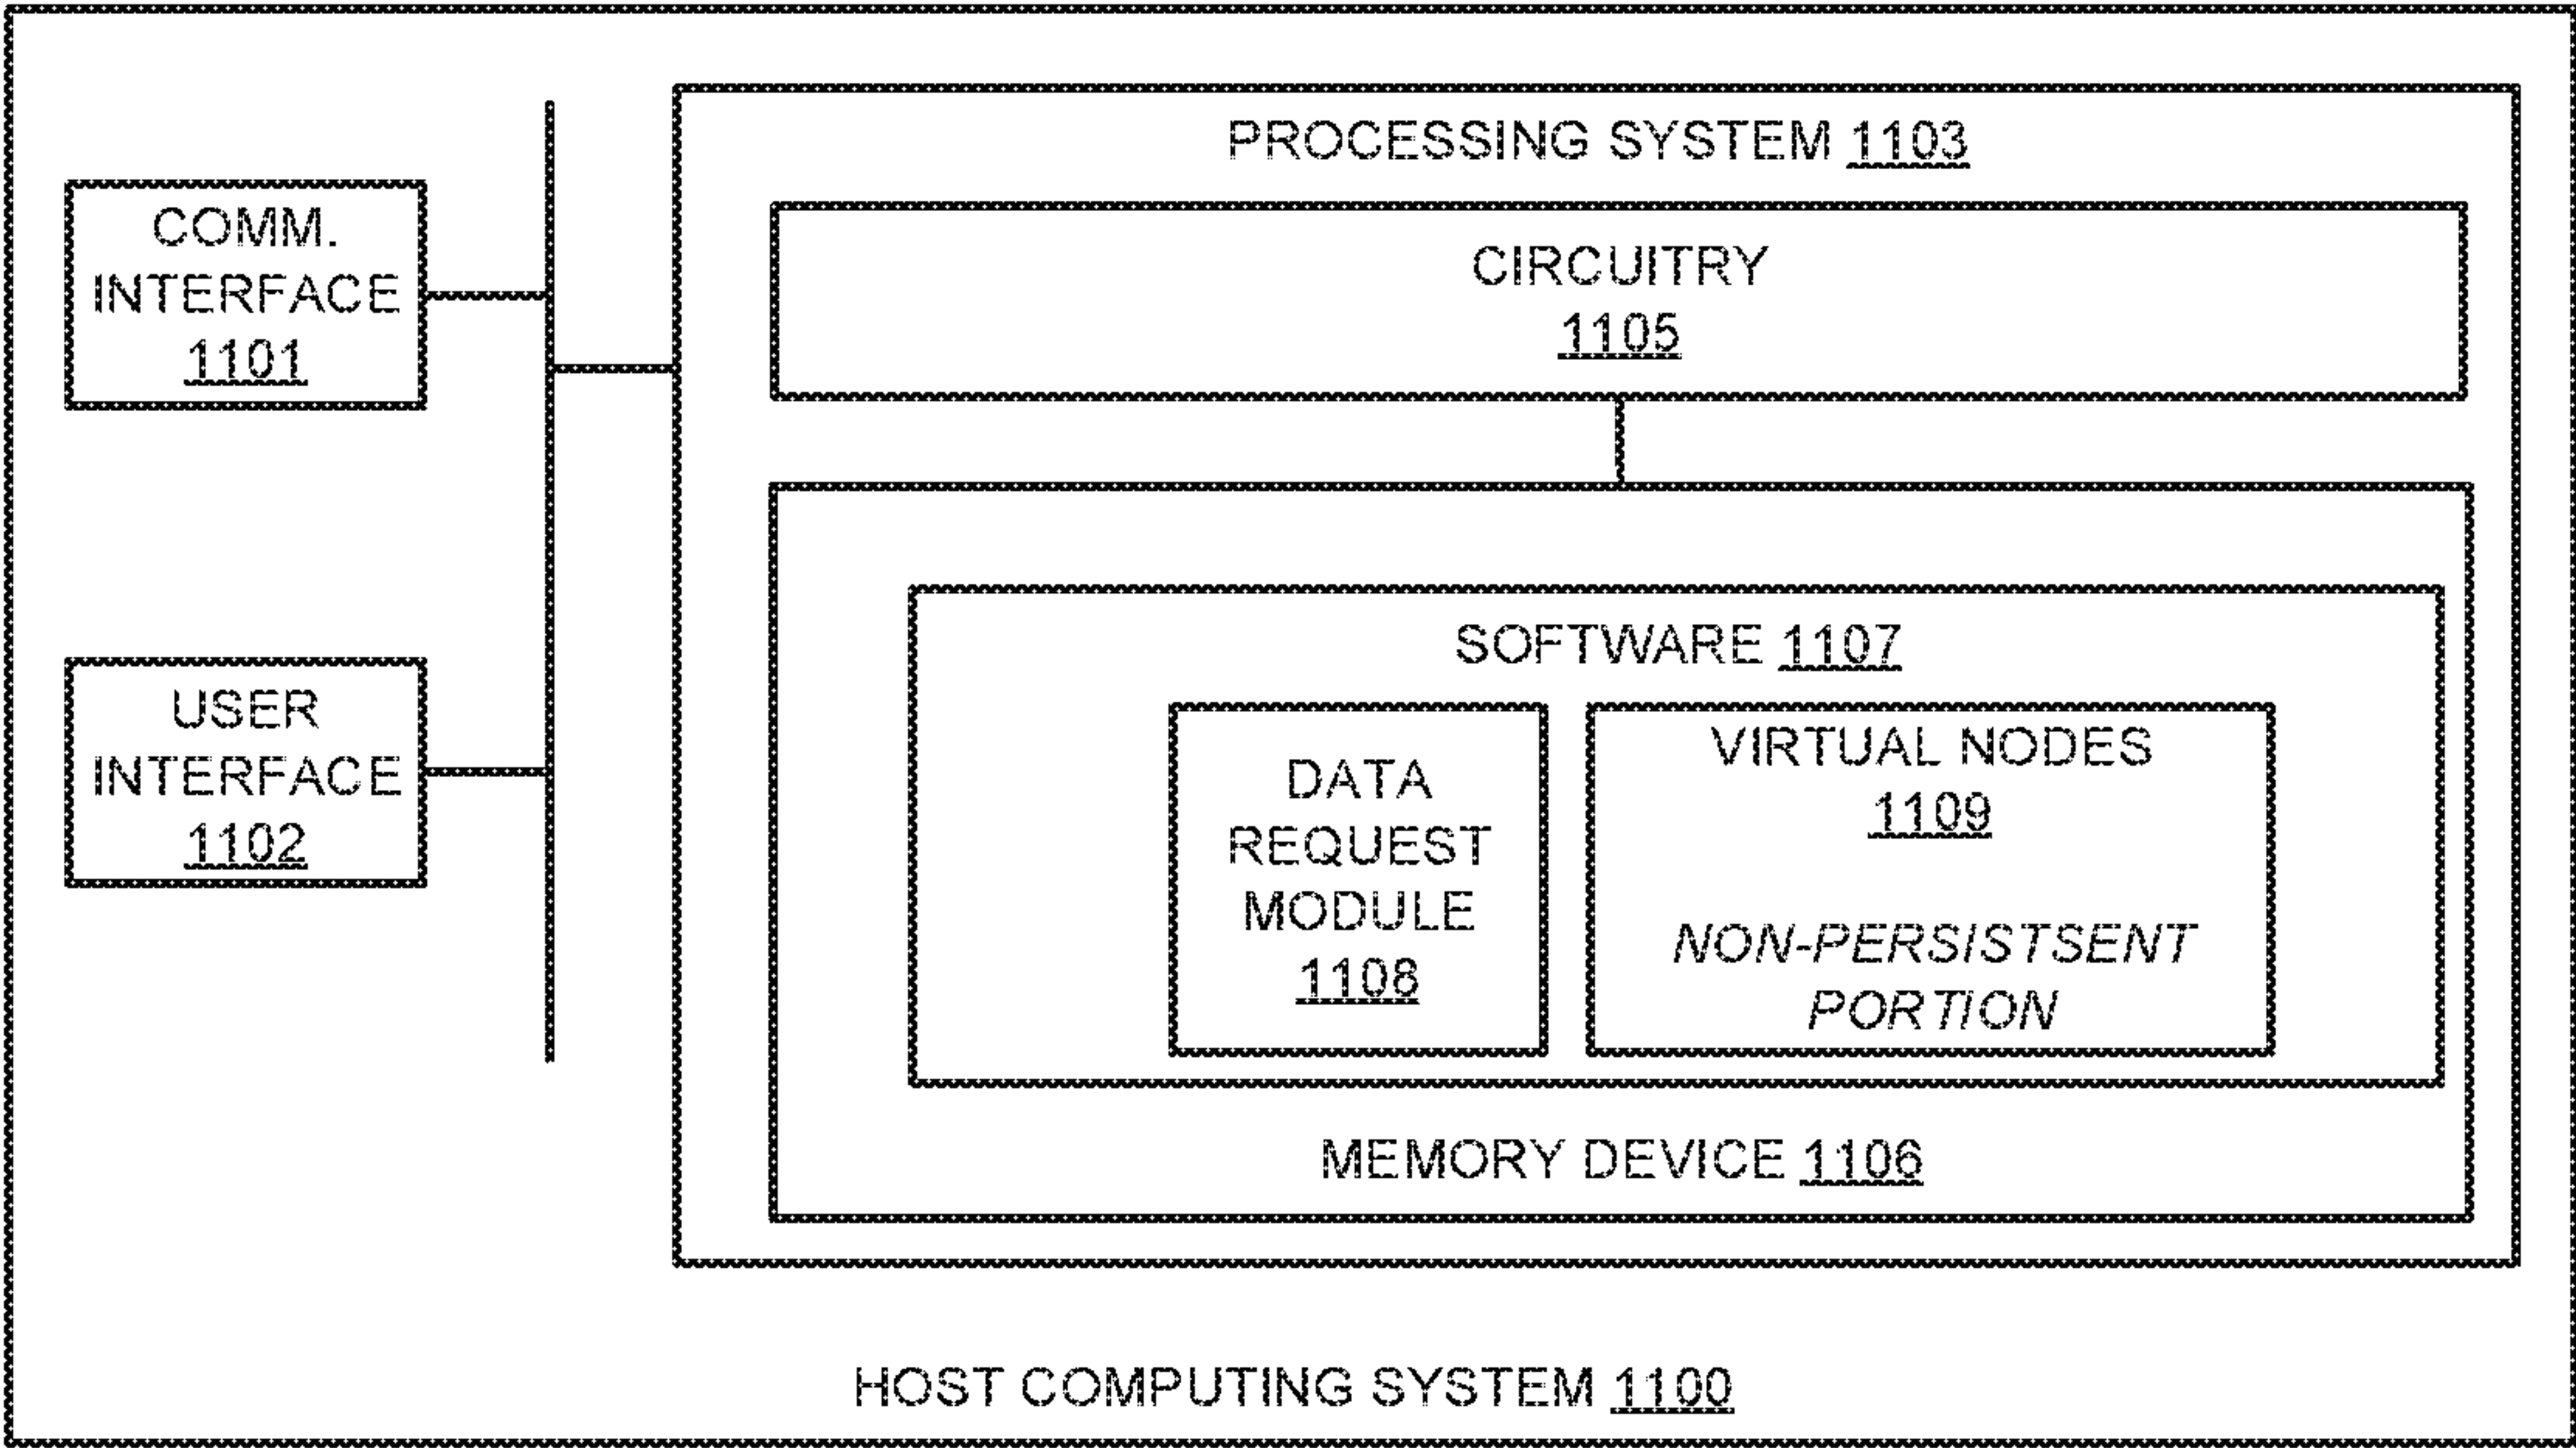 PROCESSING SYSTEM 1103
COMM.
INTERFACE
1101
CIRCUITRY
1105
SOFTWARE 1107
USER
INTERFACE
1102
DATA
REQUEST
MODULE
1108
VIRTUAL NODES
1109
NON-PERSISTSENT
PORTION
MEMORY DEVICE 1106
HOST COMPUTING SYSTEM 1100